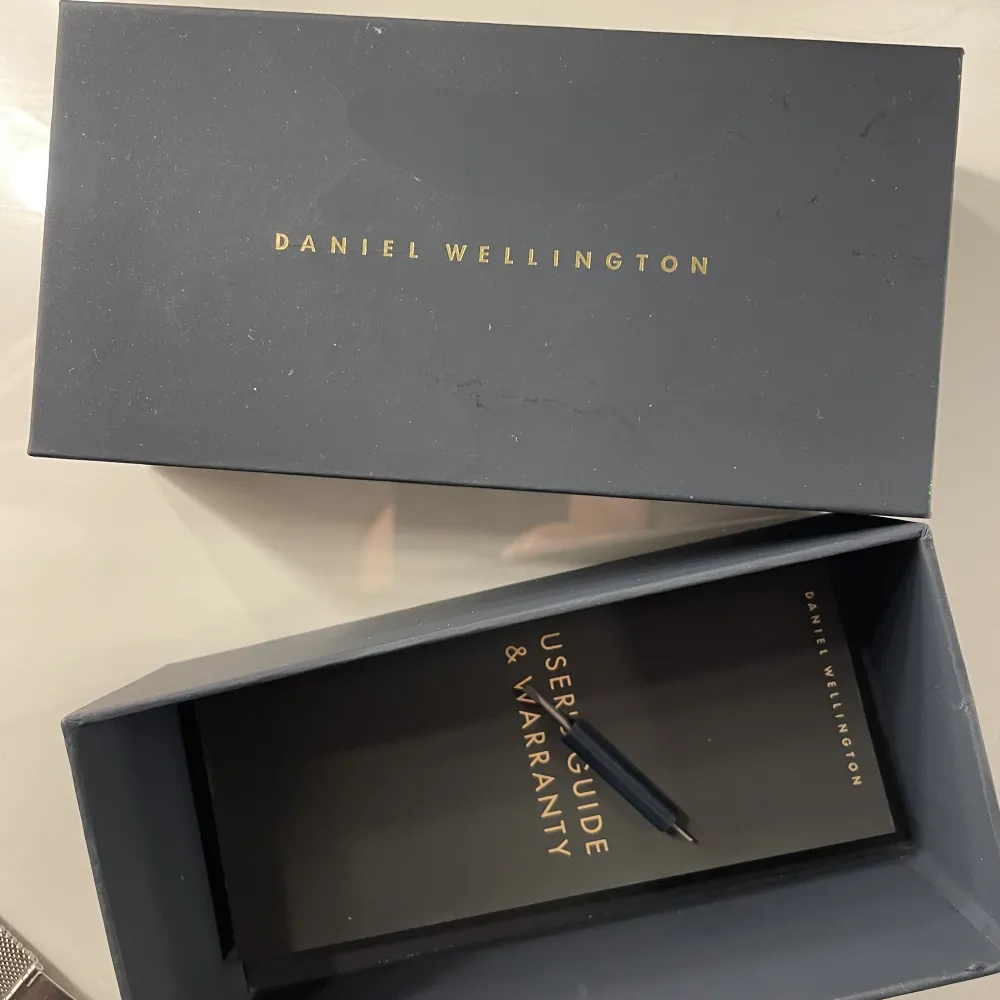 DANIEL WELLINGTON
USER'S GUIDE
& WARRANTY
DANIEL WELLINGTON